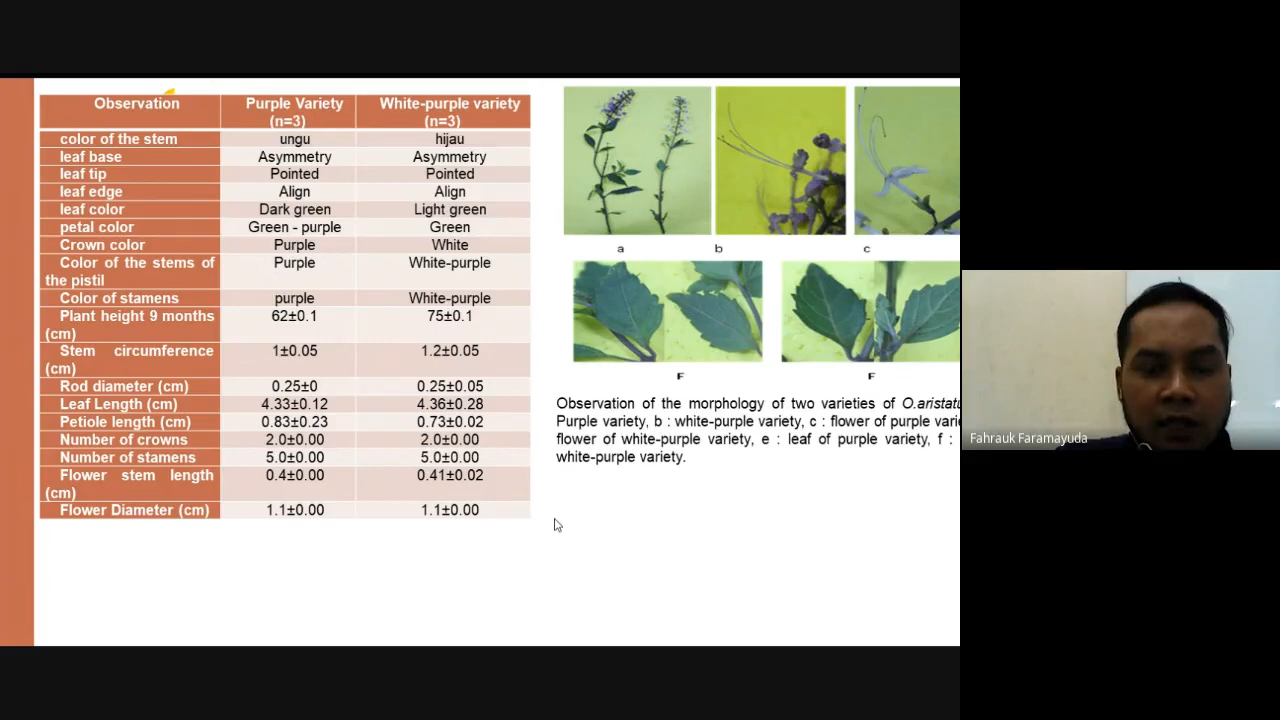 Observation Purple Variety White-purple variety
(n=3) (n=3)
color of the stem ungu hijau
leaf base Asymmetry Asymmetry
leaf tip Pointed Pointed
leaf edge Align Align
leaf color Dark green Light green
petal color Green - purple Green
Crown color Purple White
Color of the stems of Purple White-purple
the pistil
Color of stamens purple White-purple
Plant height 9 months 62±0.1 75±0.1
(cm)
Stem circumference 1±0.05 1.2±0.05
(cm)
Rod diameter (cm) 0.25±0 0.25±0.05
Leaf Length (cm) 4.33±0.12 4.36±0.28
Petiole length (cm) 0.83±0.23 0.73±0.02
Number of crowns 2.0±0.00 2.0±0.00
Number of stamens 5.0±0.00 5.0±0.00
Flower stem length 0.4±0.00 0.41±0.02
(cm)
Flower Diameter (cm) 1.1±0.00 1.1±0.00
a b c
F F
Observation of the morphology of two varieties of O.aristatu
Purple variety, b : white-purple variety, c : flower of purple varie
flower of white-purple variety, e : leaf of purple variety, f :
white-purple variety.
Fahrauk Faramayuda